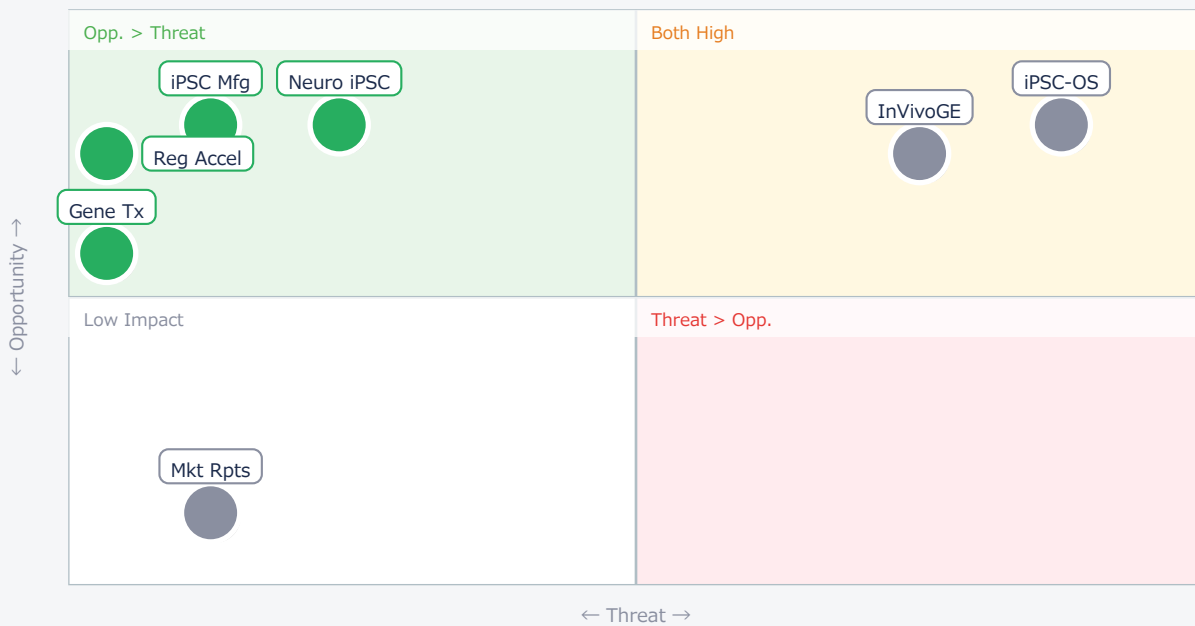 Opp. > Threat
Both High
iPSC Mfg
Neuro iPSC
iPSC-OS
InVivoGE
Reg Accel
Gene Tx
← Opportunity →
Low Impact
Threat > Opp.
Mkt Rpts
← Threat →